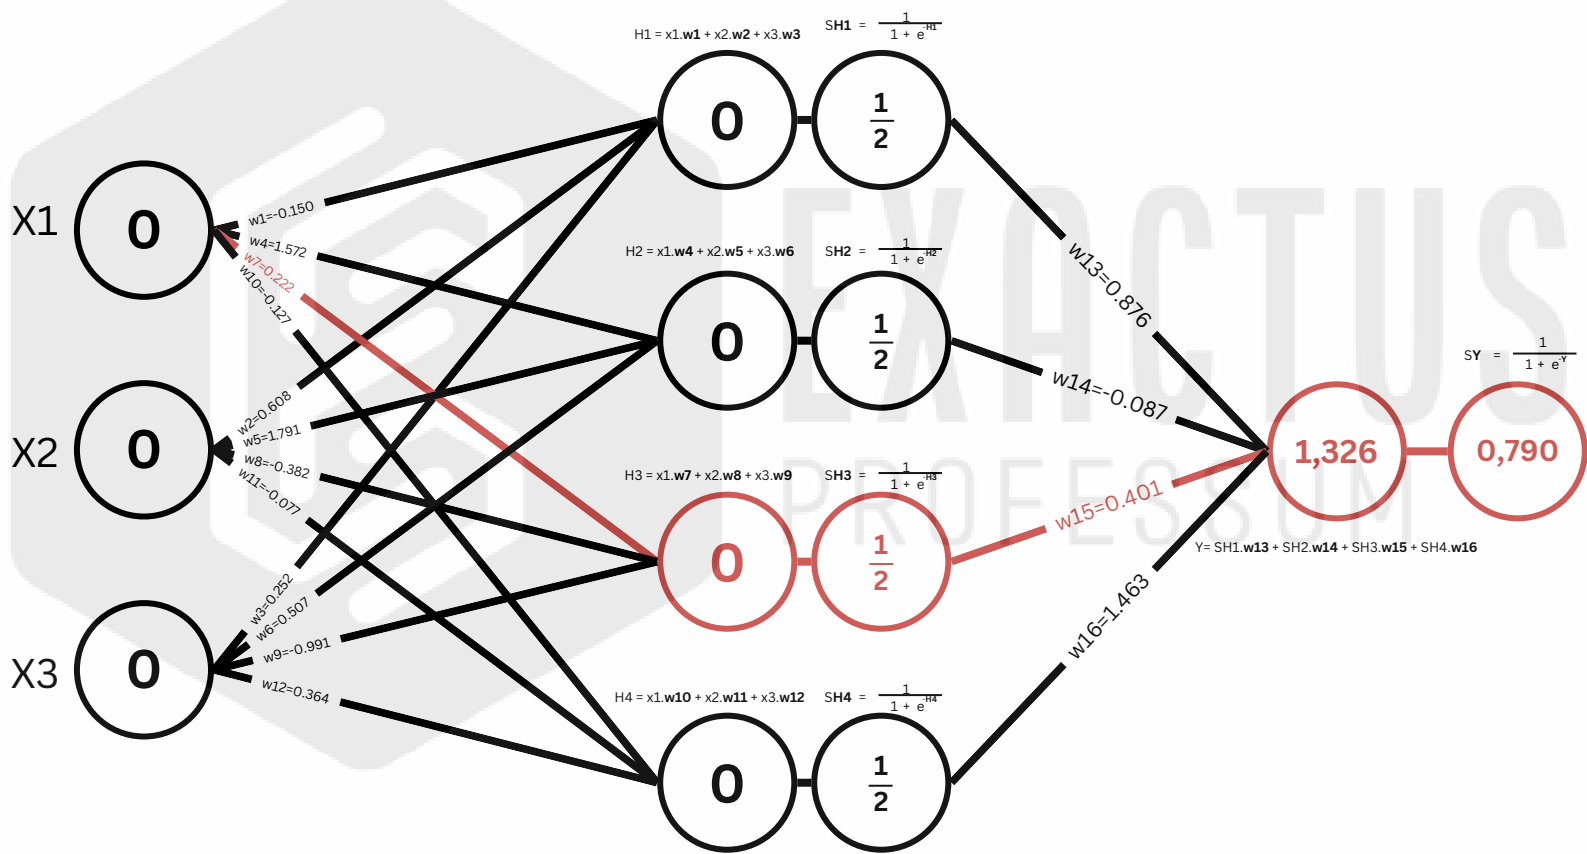 H1 = x1.w1 + x2.w2 + x3.w3
SH1 = 1 / 1 + e^-H1
0
1/2
X1
0
w1=-0.150
w4=1.572
w7=0.222
w10=-0.127
H2 = x1.w4 + x2.w5 + x3.w6
SH2 = 1 / 1 + e^-H2
0
1/2
w13=0.876
w14=-0.087
EXACTUS
PROFESSUM
X2
0
w2=0.608
w5=1.791
w8=-0.382
w11=-0.077
SY = 1 / 1 + e^-Y
1,326
0,790
Y= SH1.w13 + SH2.w14 + SH3.w15 + SH4.w16
H3 = x1.w7 + x2.w8 + x3.w9
SH3 = 1 / 1 + e^-H3
0
1/2
w15=0.401
w16=1.463
X3
0
w3=0.252
w6=0.507
w9=-0.991
w12=0.364
H4 = x1.w10 + x2.w11 + x3.w12
SH4 = 1 / 1 + e^-H4
0
1/2